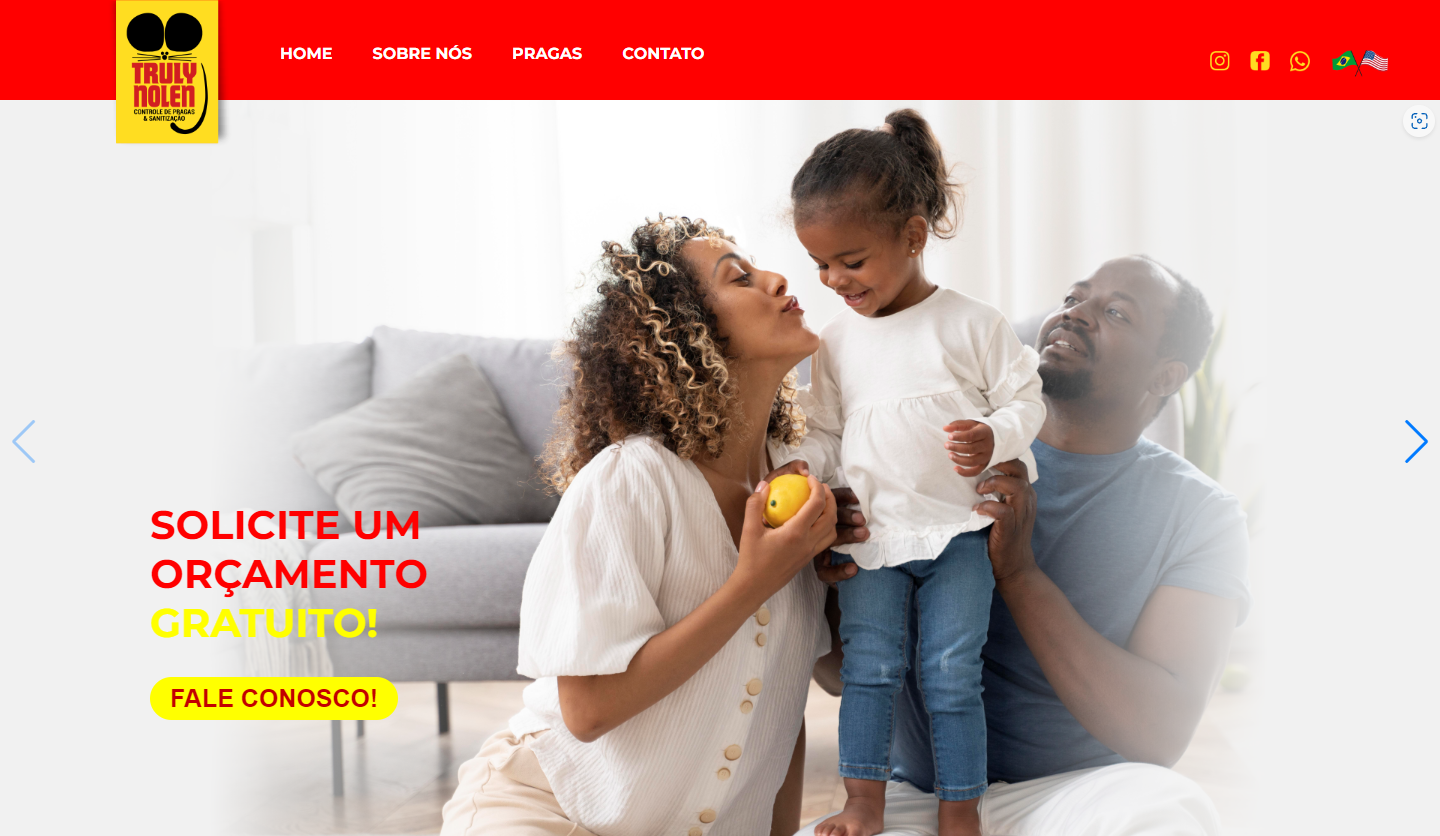 TRULY
NOLEN
CONTROLE DE PRAGAS
& SANITIZAÇÃO
HOME
SOBRE NÓS
PRAGAS
CONTATO
SOLICITE UM
ORÇAMENTO
GRATUITO!
FALE CONOSCO!